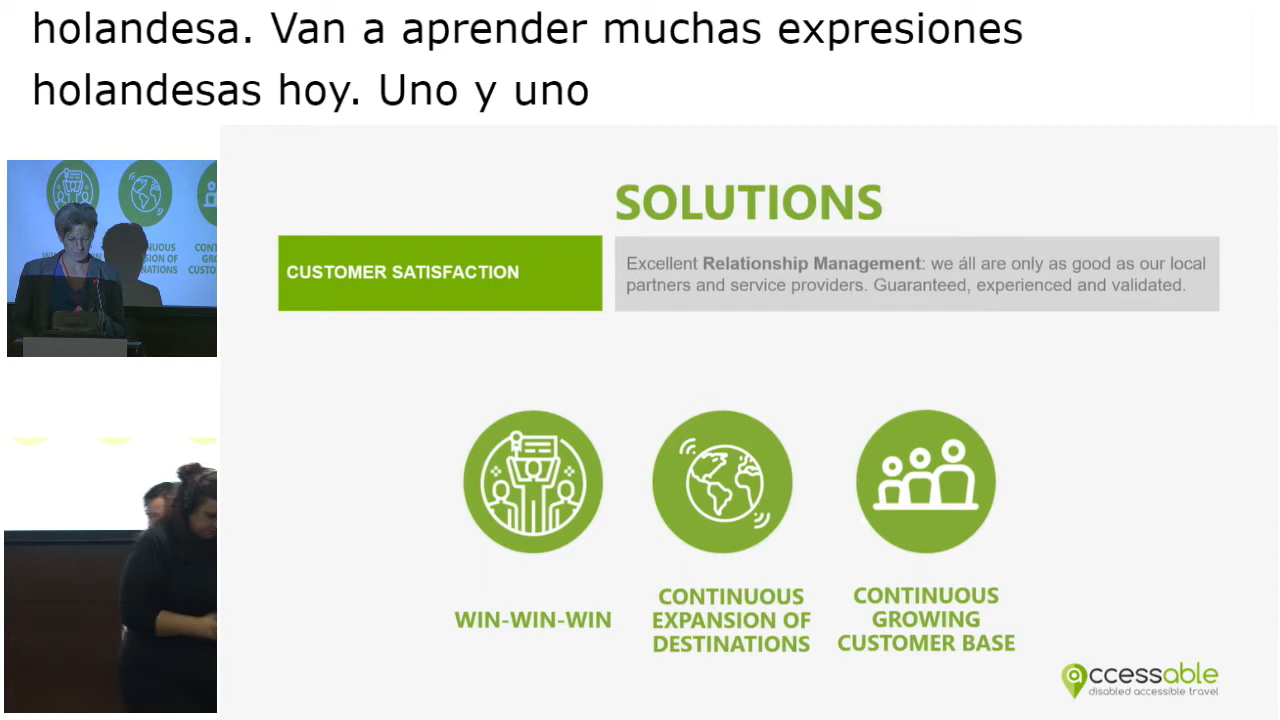 holandesa. Van a aprender muchas expresiones
holandesas hoy. Uno y uno
SOLUTIONS
CUSTOMER SATISFACTION
Excellent Relationship Management: we áll are only as good as our local
partners and service providers. Guaranteed, experienced and validated.
WIN-WIN-WIN
CONTINUOUS
EXPANSION OF
DESTINATIONS
CONTINUOUS
GROWING
CUSTOMER BASE
accessable
disabled accessible travel